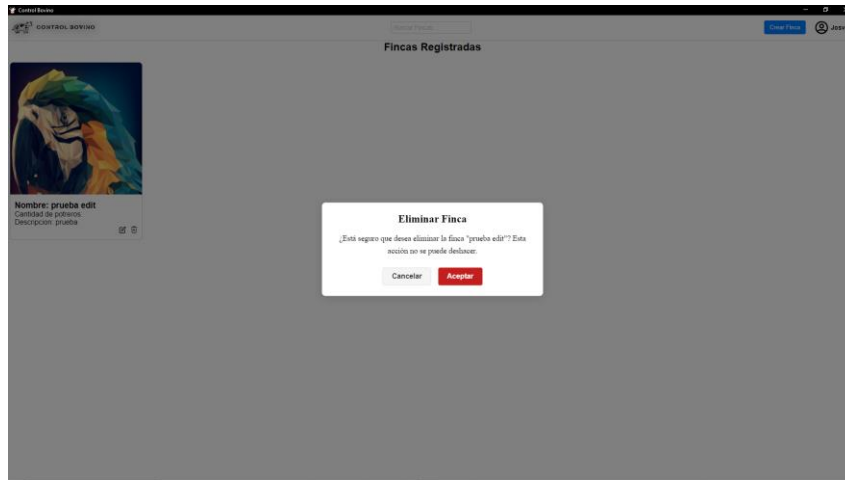 Control Bovino
CONTROL BOVINO
Buscar Fincas...
Crear Finca
Jose
Fincas Registradas
Nombre: prueba edit
Cantidad de potreros:
Descripcion: prueba
Eliminar Finca
¿Está seguro que desea eliminar la finca "prueba edit"? Esta
acción no se puede deshacer.
Cancelar
Aceptar